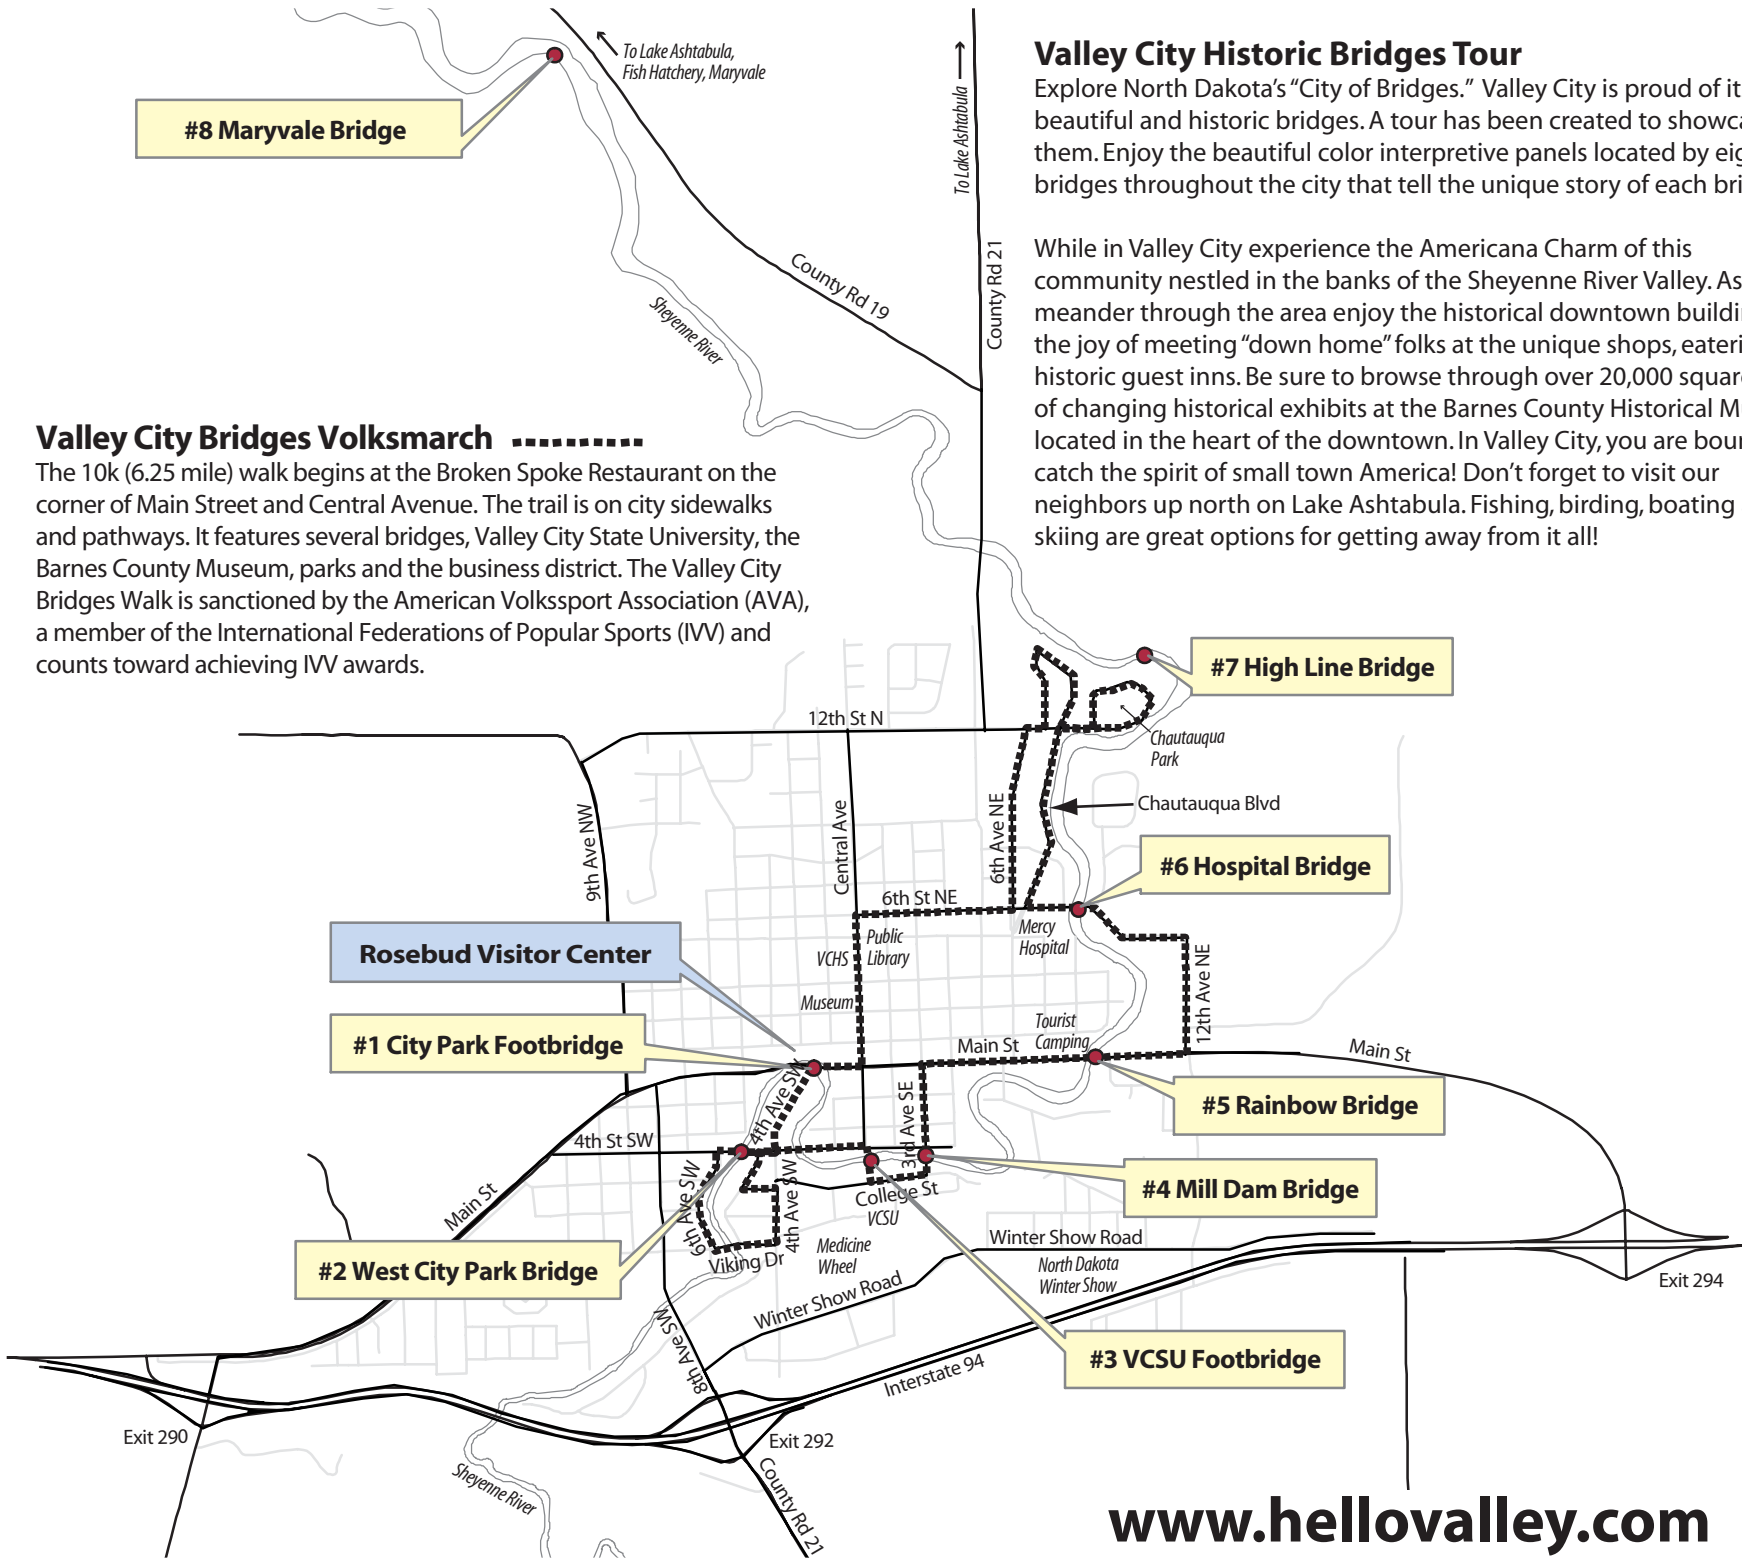 To Lake Ashtabula,
Fish Hatchery, Maryvale
#8 Maryvale Bridge
To Lake Ashtabula
County Rd 21
County Rd 19
Sheyenne River
Valley City Historic Bridges Tour
Explore North Dakota's “City of Bridges.” Valley City is proud of it
beautiful and historic bridges. A tour has been created to showca
them. Enjoy the beautiful color interpretive panels located by eig
bridges throughout the city that tell the unique story of each bri
While in Valley City experience the Americana Charm of this
community nestled in the banks of the Sheyenne River Valley. As
meander through the area enjoy the historical downtown buildin
the joy of meeting “down home” folks at the unique shops, eateri
historic guest inns. Be sure to browse through over 20,000 square
of changing historical exhibits at the Barnes County Historical M
located in the heart of the downtown. In Valley City, you are boun
catch the spirit of small town America! Don't forget to visit our
neighbors up north on Lake Ashtabula. Fishing, birding, boating
skiing are great options for getting away from it all!
Valley City Bridges Volksmarch
The 10k (6.25 mile) walk begins at the Broken Spoke Restaurant on the
corner of Main Street and Central Avenue. The trail is on city sidewalks
and pathways. It features several bridges, Valley City State University, the
Barnes County Museum, parks and the business district. The Valley City
Bridges Walk is sanctioned by the American Volkssport Association (AVA),
a member of the International Federations of Popular Sports (IVV) and
counts toward achieving IVV awards.
#7 High Line Bridge
12th St N
Chautauqua
Park
Chautauqua Blvd
9th Ave NW
Central Ave
6th Ave NE
#6 Hospital Bridge
6th St NE
Public
Library
VCHS
Mercy
Hospital
Rosebud Visitor Center
Museum
12th Ave NE
#1 City Park Footbridge
Tourist
Camping
Main St
Main St
4th Ave SW
#5 Rainbow Bridge
3rd Ave SE
4th St SW
6th Ave SW
4th Ave SW
College St
VCSU
#4 Mill Dam Bridge
Main St
#2 West City Park Bridge
Viking Dr
Medicine
Wheel
Winter Show Road
North Dakota
Winter Show
Exit 294
Winter Show Road
8th Ave SW
#3 VCSU Footbridge
Interstate 94
Exit 290
Exit 292
Sheyenne River
County Rd 21
www.hellovalley.com